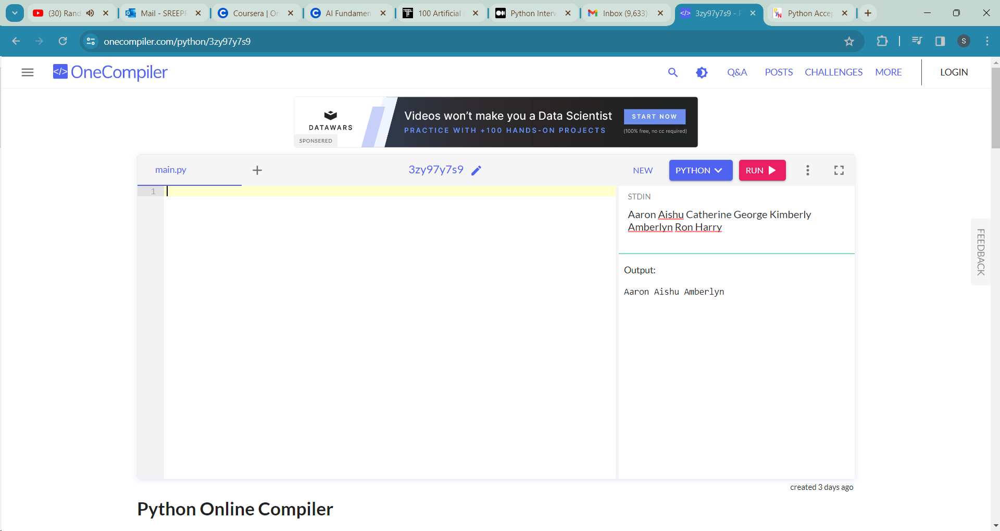 (30) Rand
Mail - SREEPR
Coursera | On
AI Fundamen
100 Artificial
Python Interv
Inbox (9,633)
3zy97y7s9 - P
Python Accep
onecompiler.com/python/3zy97y7s9
S
</> OneCompiler
Q&A
POSTS
CHALLENGES
MORE
LOGIN
DATAWARS
SPONSERED
Videos won't make you a Data Scientist
PRACTICE WITH +100 HANDS-ON PROJECTS
START NOW
(100% free, no cc required)
main.py
3zy97y7s9
NEW
PYTHON
RUN
1
STDIN
Aaron Aishu Catherine George Kimberly
Amberlyn Ron Harry
Output:
Aaron Aishu Amberlyn
FEEDBACK
created 3 days ago
Python Online Compiler